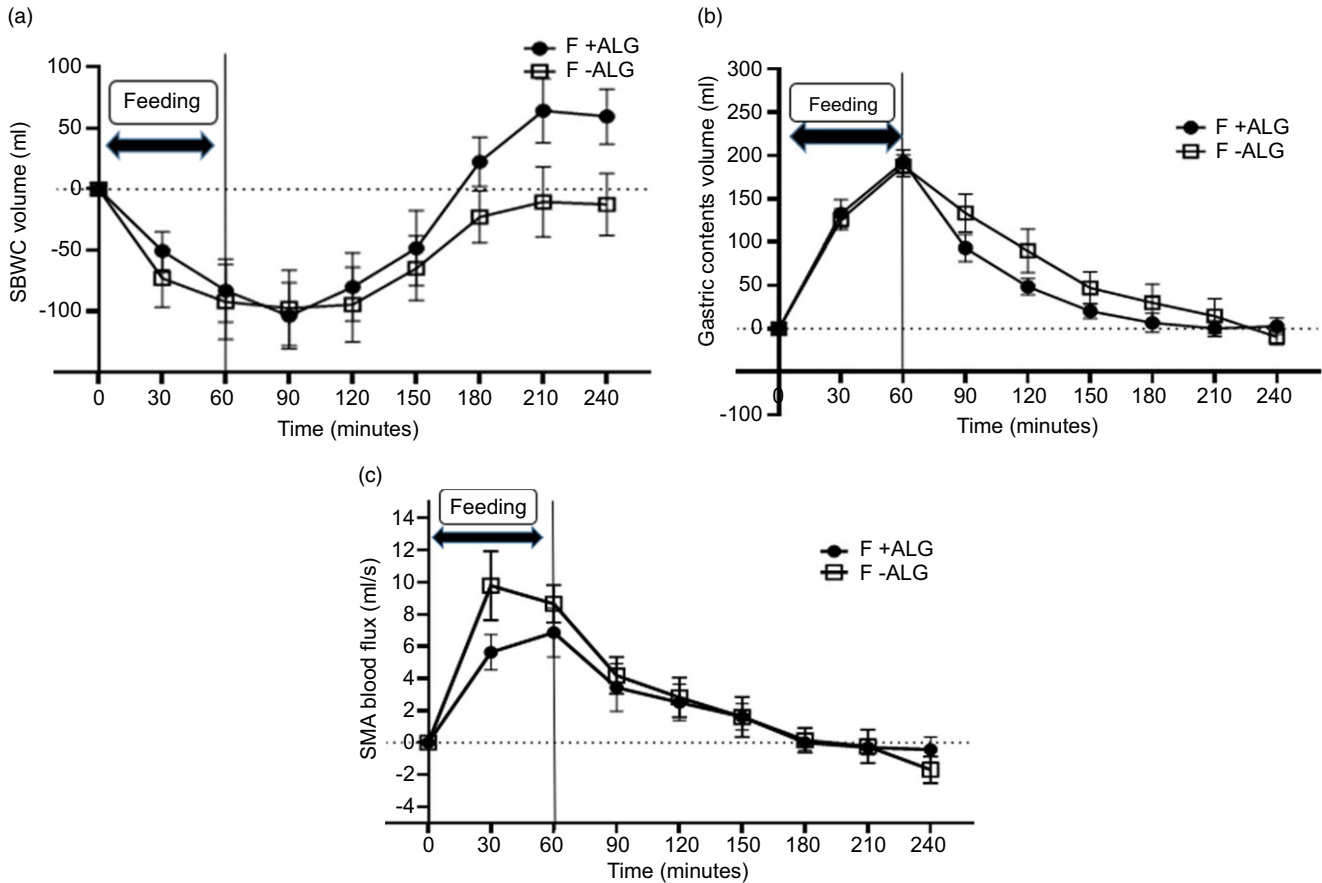 (a)
F +ALG
F -ALG
Feeding
SBWC volume (ml)
100
50
0
-50
-100
0 30 60 90 120 150 180 210 240
Time (minutes)
(b)
F +ALG
F -ALG
Feeding
Gastric contents volume (ml)
300
250
200
150
100
50
0
-100
0 30 60 90 120 150 180 210 240
Time (minutes)
(c)
Feeding
F +ALG
F -ALG
SMA blood flux (ml/s)
14
12
10
8
6
4
2
0
-2
-4
0 30 60 90 120 150 180 210 240
Time (minutes)